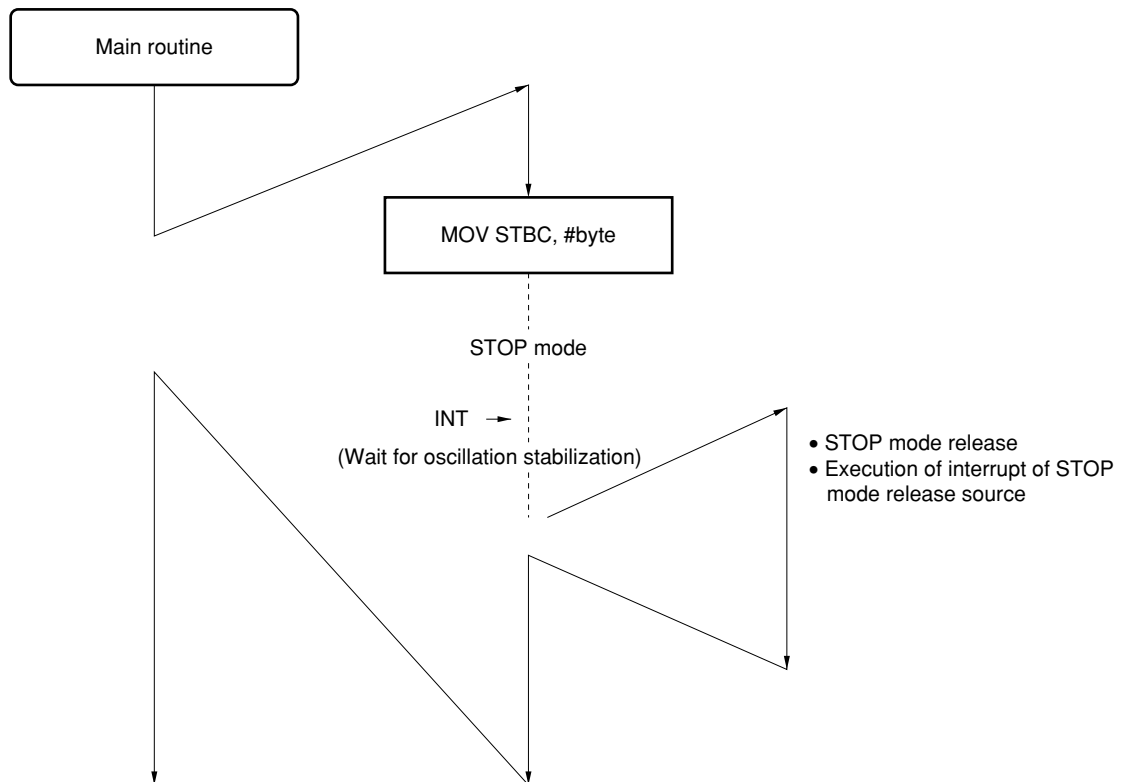 Main routine
MOV STBC, #byte
STOP mode
INT
(Wait for oscillation stabilization)
• STOP mode release
• Execution of interrupt of STOP
mode release source